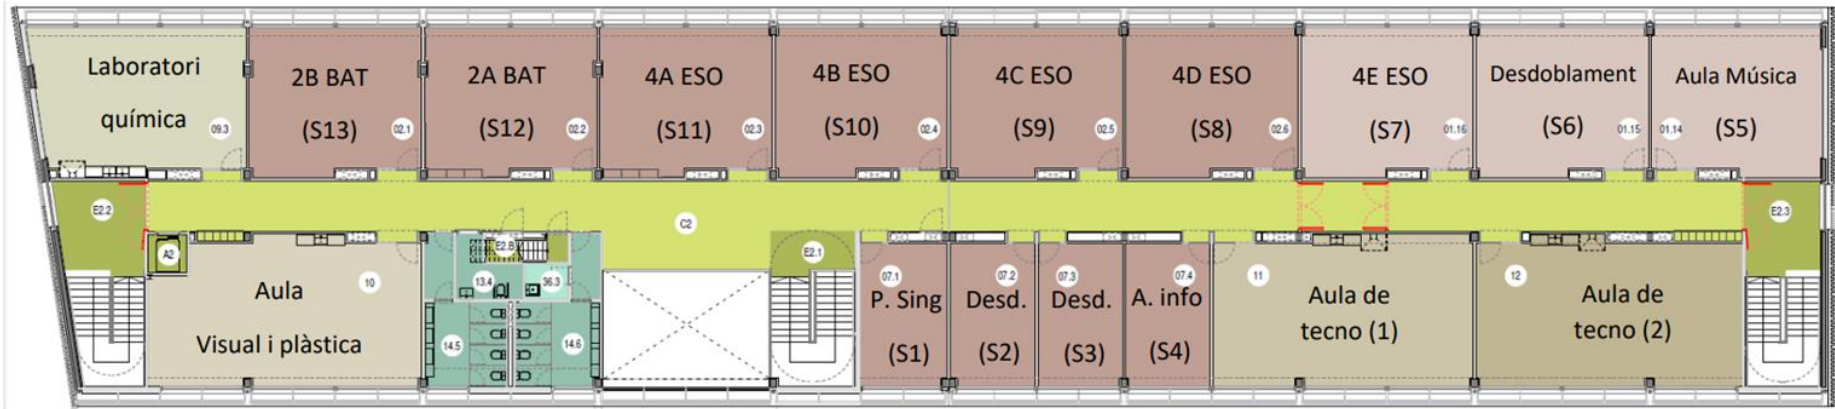 Laboratori
química
09.3
2B BAT
(S13)
02.1
2A BAT
(S12)
02.2
4A ESO
(S11)
02.3
4B ESO
(S10)
02.4
4C ESO
(S9)
02.5
4D ESO
(S8)
02.6
4E ESO
(S7)
01.16
Desdoblament
(S6)
01.15
Aula Música
(S5)
01.14
E2.2
C2
E2.3
A2
E2.B
E2.1
Aula
Visual i plàstica
10
13.4
36.3
14.5
14.6
07.1
P. Sing
(S1)
07.2
Desd.
(S2)
07.3
Desd.
(S3)
07.4
A. info
(S4)
11
Aula de
tecno (1)
12
Aula de
tecno (2)